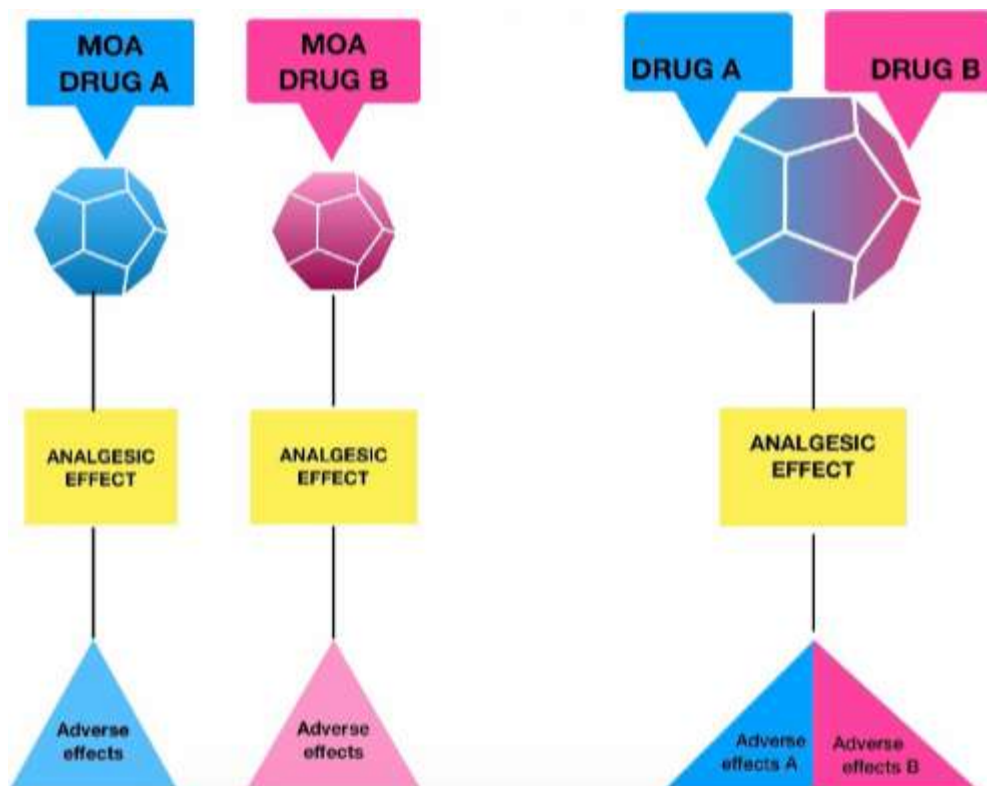 MOA
DRUG A
MOA
DRUG B
DRUG A
DRUG B
ANALGESIC
EFFECT
ANALGESIC
EFFECT
ANALGESIC
EFFECT
Adverse
effects
Adverse
effects
Adverse
effects A
Adverse
effects B